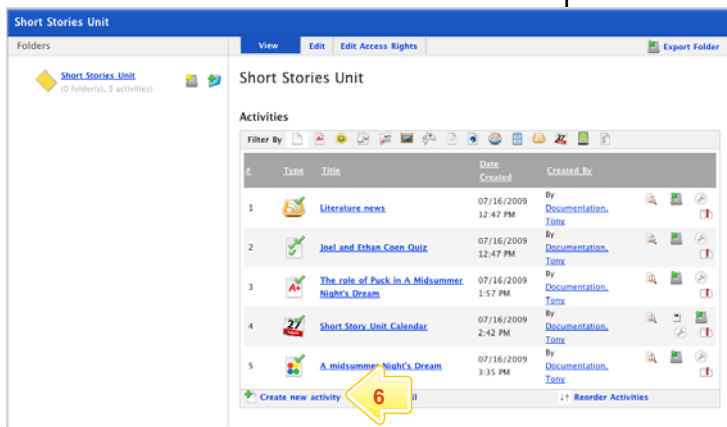 Short Stories Unit
Folders
View Edit Edit Access Rights Export Folder
Short Stories Unit
(0 folder(s), 5 activities)
Short Stories Unit
Activities
Filter By
# Type Title Date Created Created By
1 Literature news 07/16/2009 12:47 PM By Documentation, Tony
2 Joel and Ethan Coen Quiz 07/16/2009 12:47 PM By Documentation, Tony
3 A+ The role of Puck in A Midsummer Night's Dream 07/16/2009 1:57 PM By Documentation, Tony
4 27 Short Story Unit Calendar 07/16/2009 2:42 PM By Documentation, Tony
5 A midsummer Night's Dream 07/16/2009 3:35 PM By Documentation, Tony
Create new activity 6 Reorder Activities